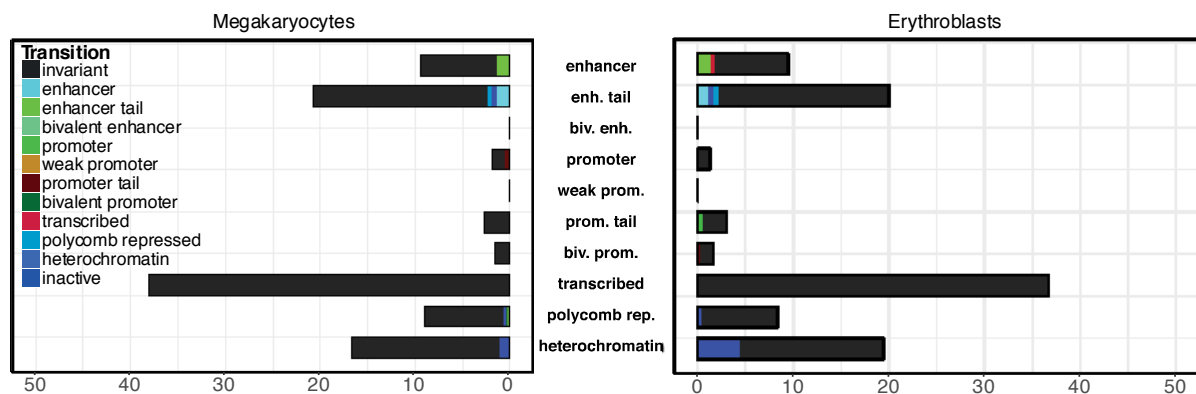 Megakaryocytes
Erythroblasts
Transition
invariant
enhancer
enhancer tail
bivalent enhancer
promoter
weak promoter
promoter tail
bivalent promoter
transcribed
polycomb repressed
heterochromatin
inactive
enhancer
enh. tail
biv. enh.
promoter
weak prom.
prom. tail
biv. prom.
transcribed
polycomb rep.
heterochromatin
50 40 30 20 10 0
0 10 20 30 40 50